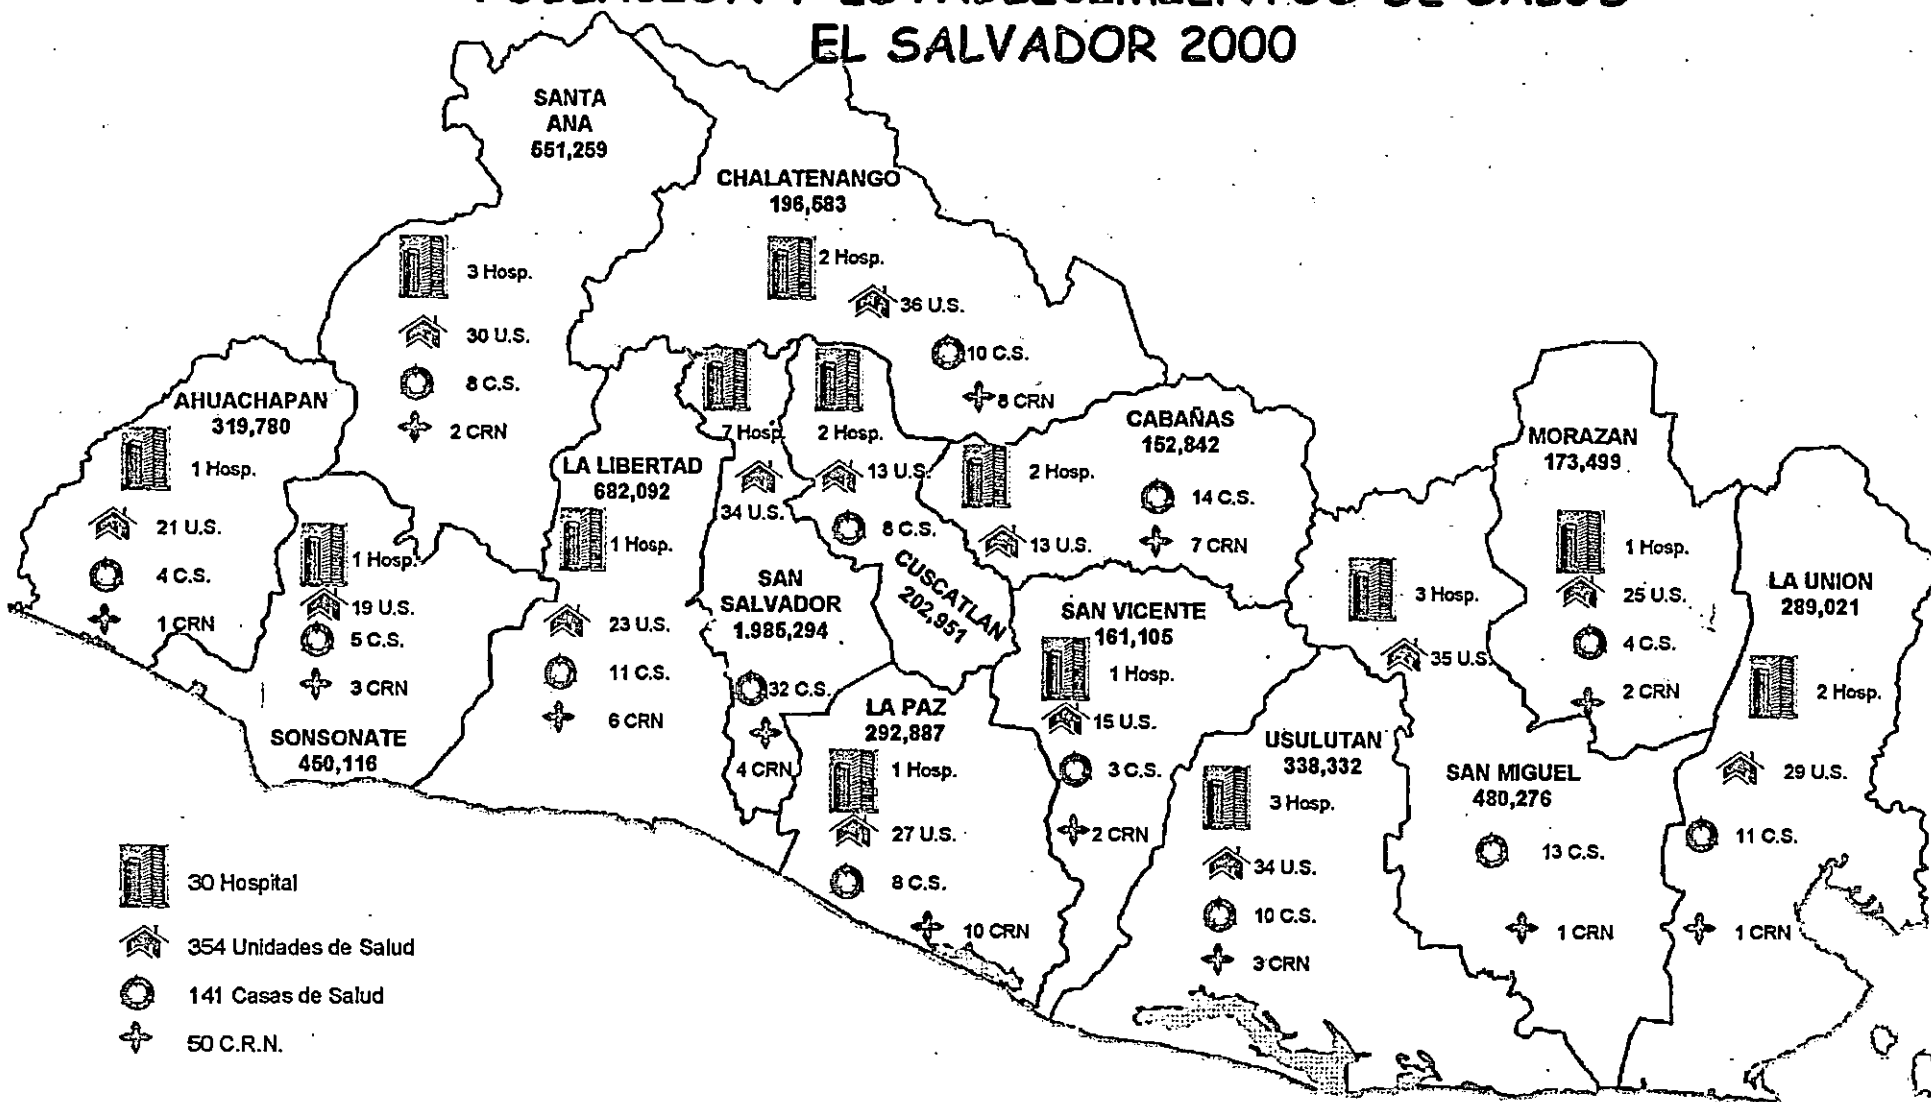 EL SALVADOR 2000
SANTA
ANA
551,259
3 Hosp.
30 U.S.
8 C.S.
2 CRN
CHALATENANGO
196,583
2 Hosp.
36 U.S.
10 C.S.
8 CRN
AHUACHAPAN
319,780
1 Hosp.
21 U.S.
4 C.S.
1 CRN
1 Hosp.
19 U.S.
5 C.S.
3 CRN
SONSONATE
450,116
LA LIBERTAD
682,092
1 Hosp.
23 U.S.
11 C.S.
6 CRN
7 Hosp.
34 U.S.
SAN
SALVADOR
1.985,294
32 C.S.
4 CRN
2 Hosp.
13 U.S.
8 C.S.
CUSCATLAN
202,951
CABAÑAS
152,842
2 Hosp.
14 C.S.
13 U.S.
7 CRN
LA PAZ
292,887
1 Hosp.
27 U.S.
8 C.S.
10 CRN
SAN VICENTE
161,105
1 Hosp.
15 U.S.
3 C.S.
2 CRN
USULUTAN
338,332
3 Hosp.
34 U.S.
10 C.S.
3 CRN
3 Hosp.
35 U.S.
SAN MIGUEL
480,276
13 C.S.
1 CRN
MORAZAN
173,499
1 Hosp.
25 U.S.
4 C.S.
2 CRN
LA UNION
289,021
2 Hosp.
29 U.S.
11 C.S.
1 CRN
30 Hospital
354 Unidades de Salud
141 Casas de Salud
50 C.R.N.